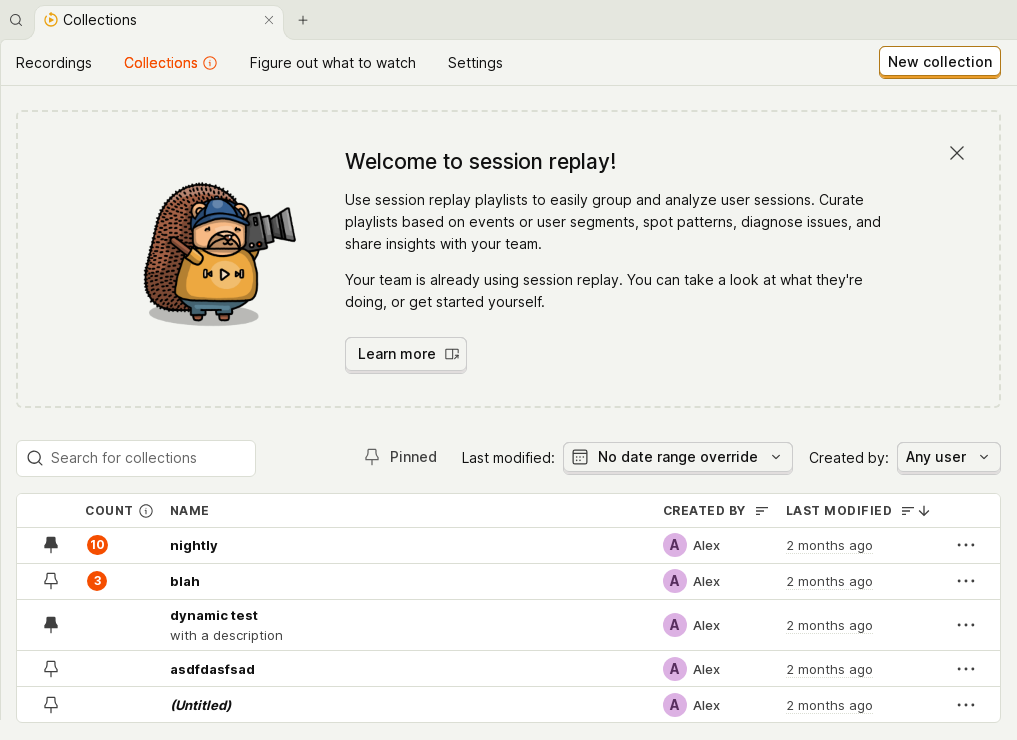 Collections
Recordings
Collections
Figure out what to watch
Settings
New collection
Welcome to session replay!
Use session replay playlists to easily group and analyze user sessions. Curate
playlists based on events or user segments, spot patterns, diagnose issues, and
share insights with your team.
Your team is already using session replay. You can take a look at what they're
doing, or get started yourself.
Learn more
Search for collections
Pinned
Last modified:
No date range override
Created by:
Any user
COUNT NAME CREATED BY LAST MODIFIED
10 nightly A Alex 2 months ago
3 blah A Alex 2 months ago
dynamic test
with a description
A Alex 2 months ago
asdfdasfsad A Alex 2 months ago
(Untitled) A Alex 2 months ago